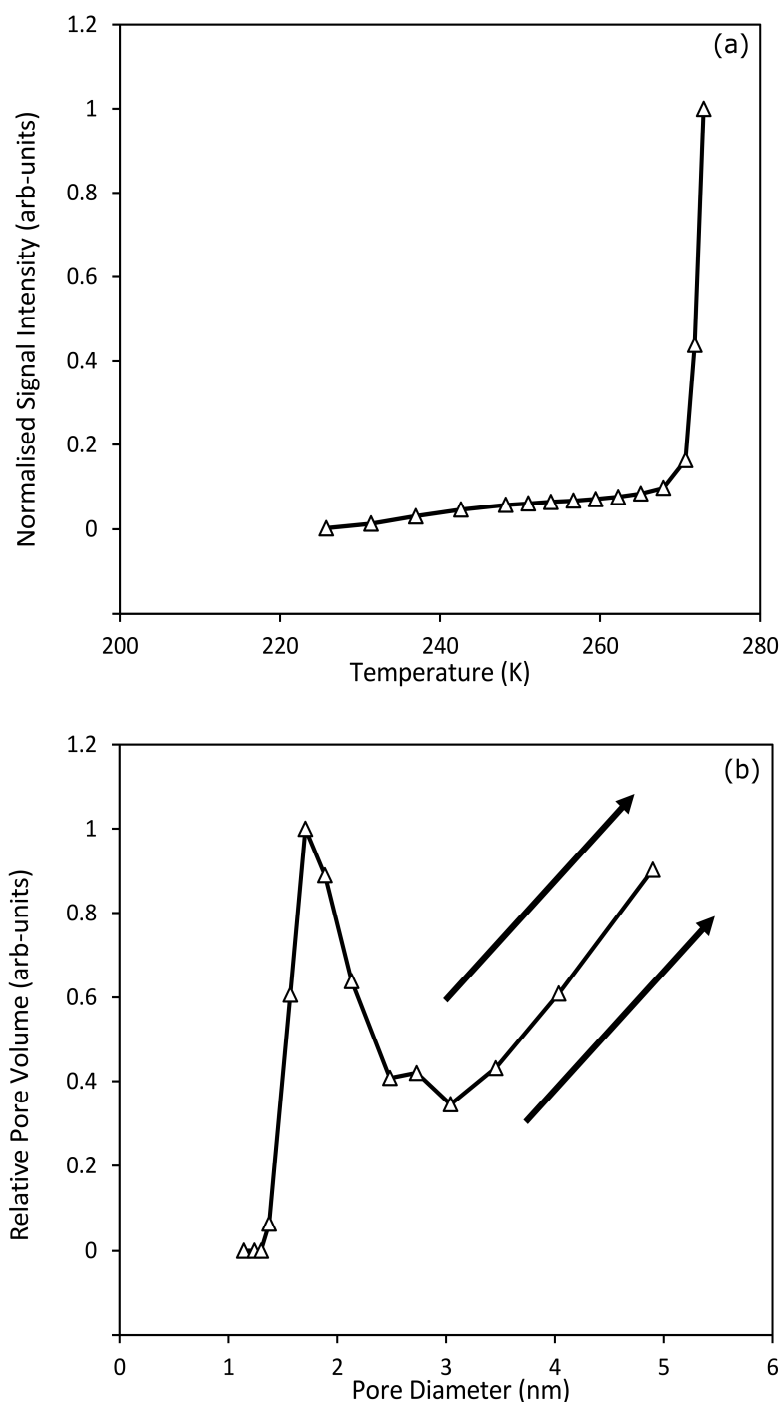 (a)
Normalised Signal Intensity (arb-units)
1.2
1
0.8
0.6
0.4
0.2
0
200 220 240 260 280
Temperature (K)
(b)
Relative Pore Volume (arb-units)
1.2
1
0.8
0.6
0.4
0.2
0
0 1 2 3 4 5 6
Pore Diameter (nm)